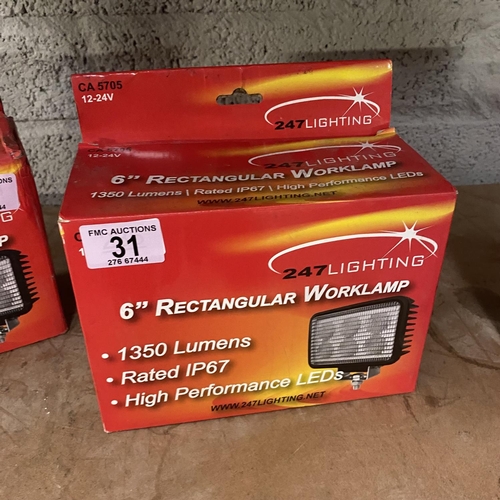 CA 5705
12-24V
247LIGHTING
12-24V
6” RECTANGULAR WORKLAMP
1350 Lumens | Rated IP67 | High Performance LEDs
WWW.247LIGHTING.NET
FMC AUCTIONS
31
276 67444
247LIGHTING
6” RECTANGULAR WORKLAMP
• 1350 Lumens
• Rated IP67
• High Performance LEDs
WWW.247LIGHTING.NET